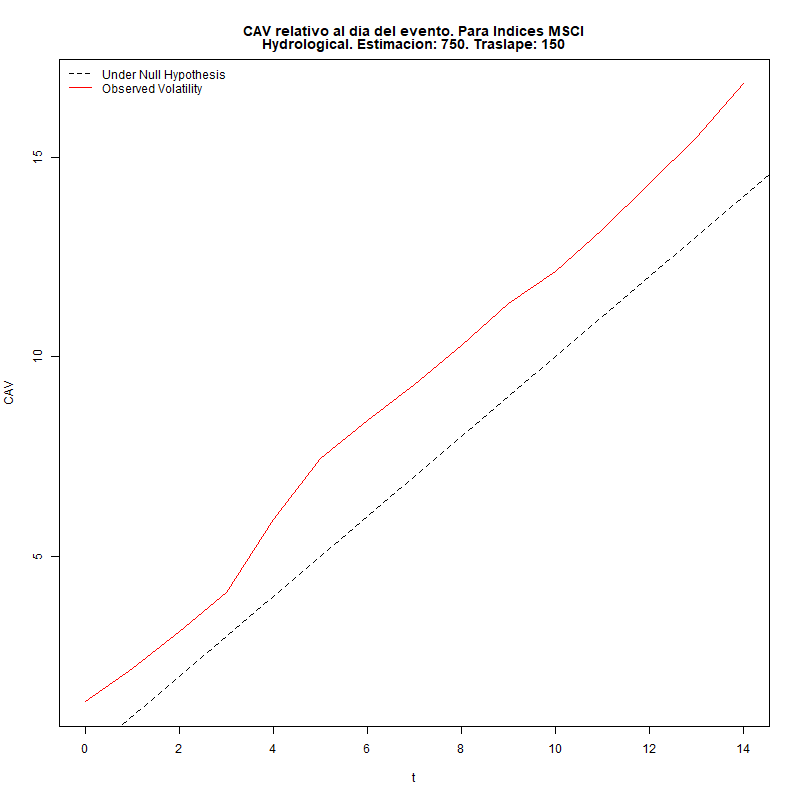 CAV relativo al dia del evento. Para Indices MSCI
Hydrological. Estimacion: 750. Traslape: 150
Under Null Hypothesis
Observed Volatility
15
10
5
CAV
0 2 4 6 8 10 12 14
t